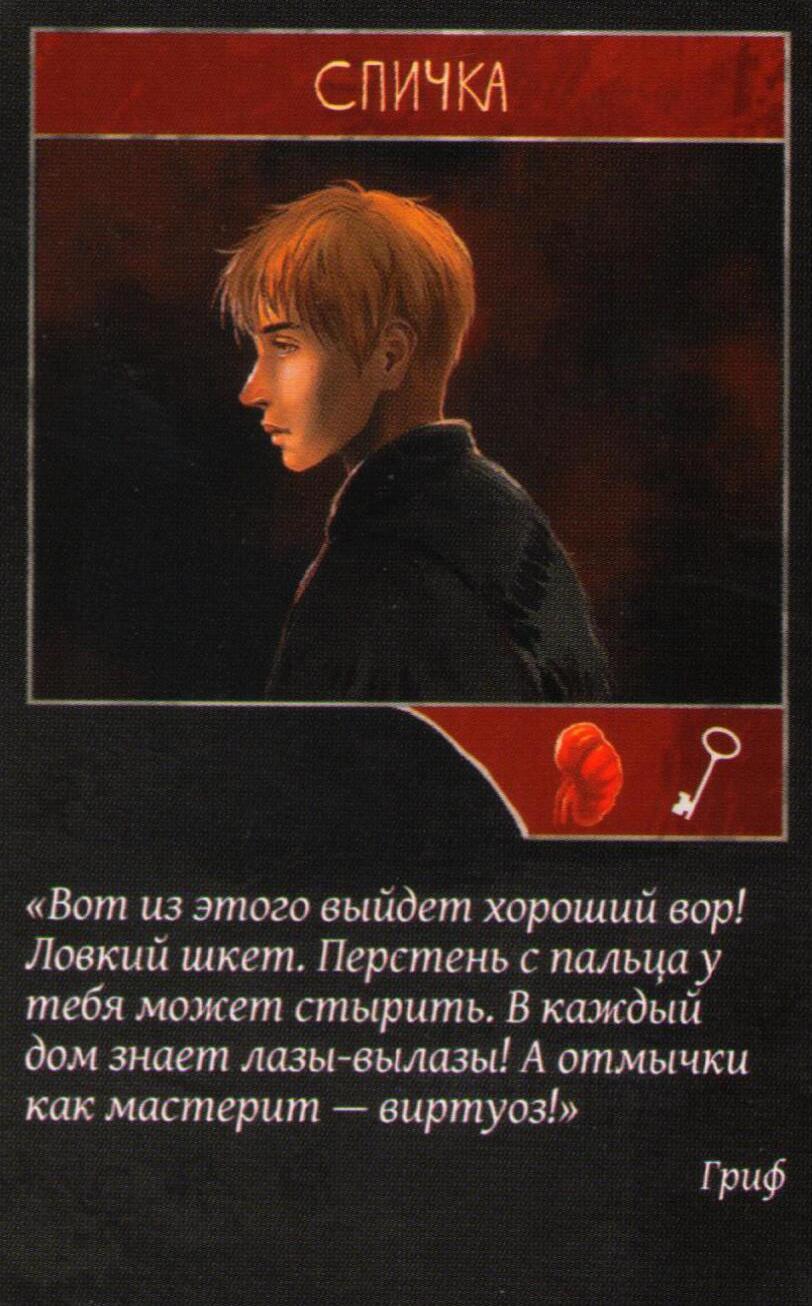 СПИЧКА
«Вот из этого выйдет хороший вор!
Ловкий шкет. Перстень с пальца у
тебя может стырить. В каждый
дом знает лазы-вылазы! А отмычки
как мастерит — виртуоз!»
Гриф